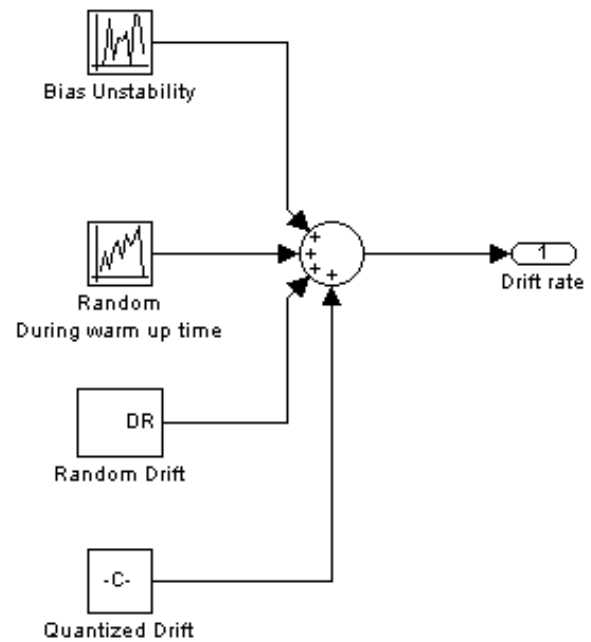 Bias Unstability
+
+
+
+
1
Drift rate
Random
During warm up time
DR
Random Drift
-C-
Quantized Drift